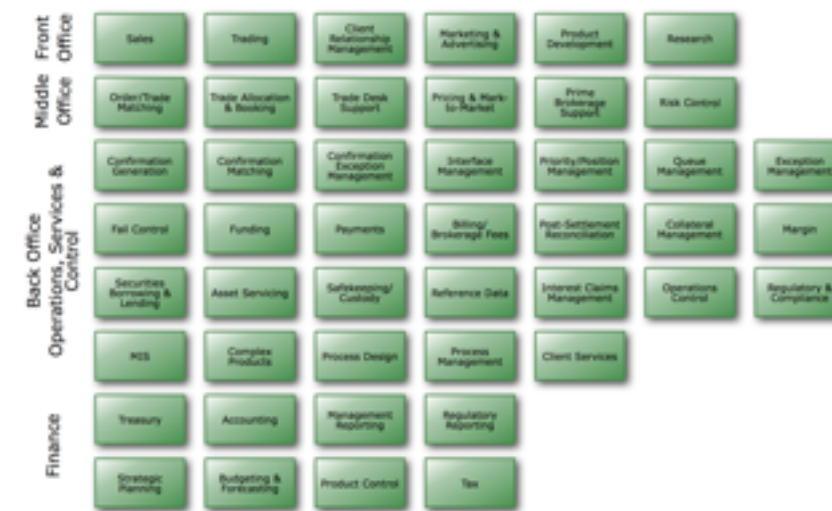 Front
Office
Sales
Trading
Client
Relationship
Management
Marketing &
Advertising
Product
Development
Research
Middle
Office
Order/Trade
Matching
Trade Allocation
& Booking
Trade Desk
Support
Pricing & Mark-
to-Market
Prime
Brokerage
Support
Risk Control
Back Office
Operations, Services &
Control
Confirmation
Generation
Confirmation
Matching
Confirmation
Exception
Management
Interface
Management
Priority/Position
Management
Queue
Management
Exception
Management
Fail Control
Funding
Payments
Billing/
Brokerage Fees
Post-Settlement
Reconciliation
Collateral
Management
Margin
Securities
Borrowing &
Lending
Asset Servicing
Safekeeping/
Custody
Reference Data
Interest Claims
Management
Operations
Control
Regulatory &
Compliance
MIS
Complex
Products
Process Design
Process
Management
Client Services
Finance
Treasury
Accounting
Management
Reporting
Regulatory
Reporting
Strategic
Planning
Budgeting &
Forecasting
Product Control
Tax